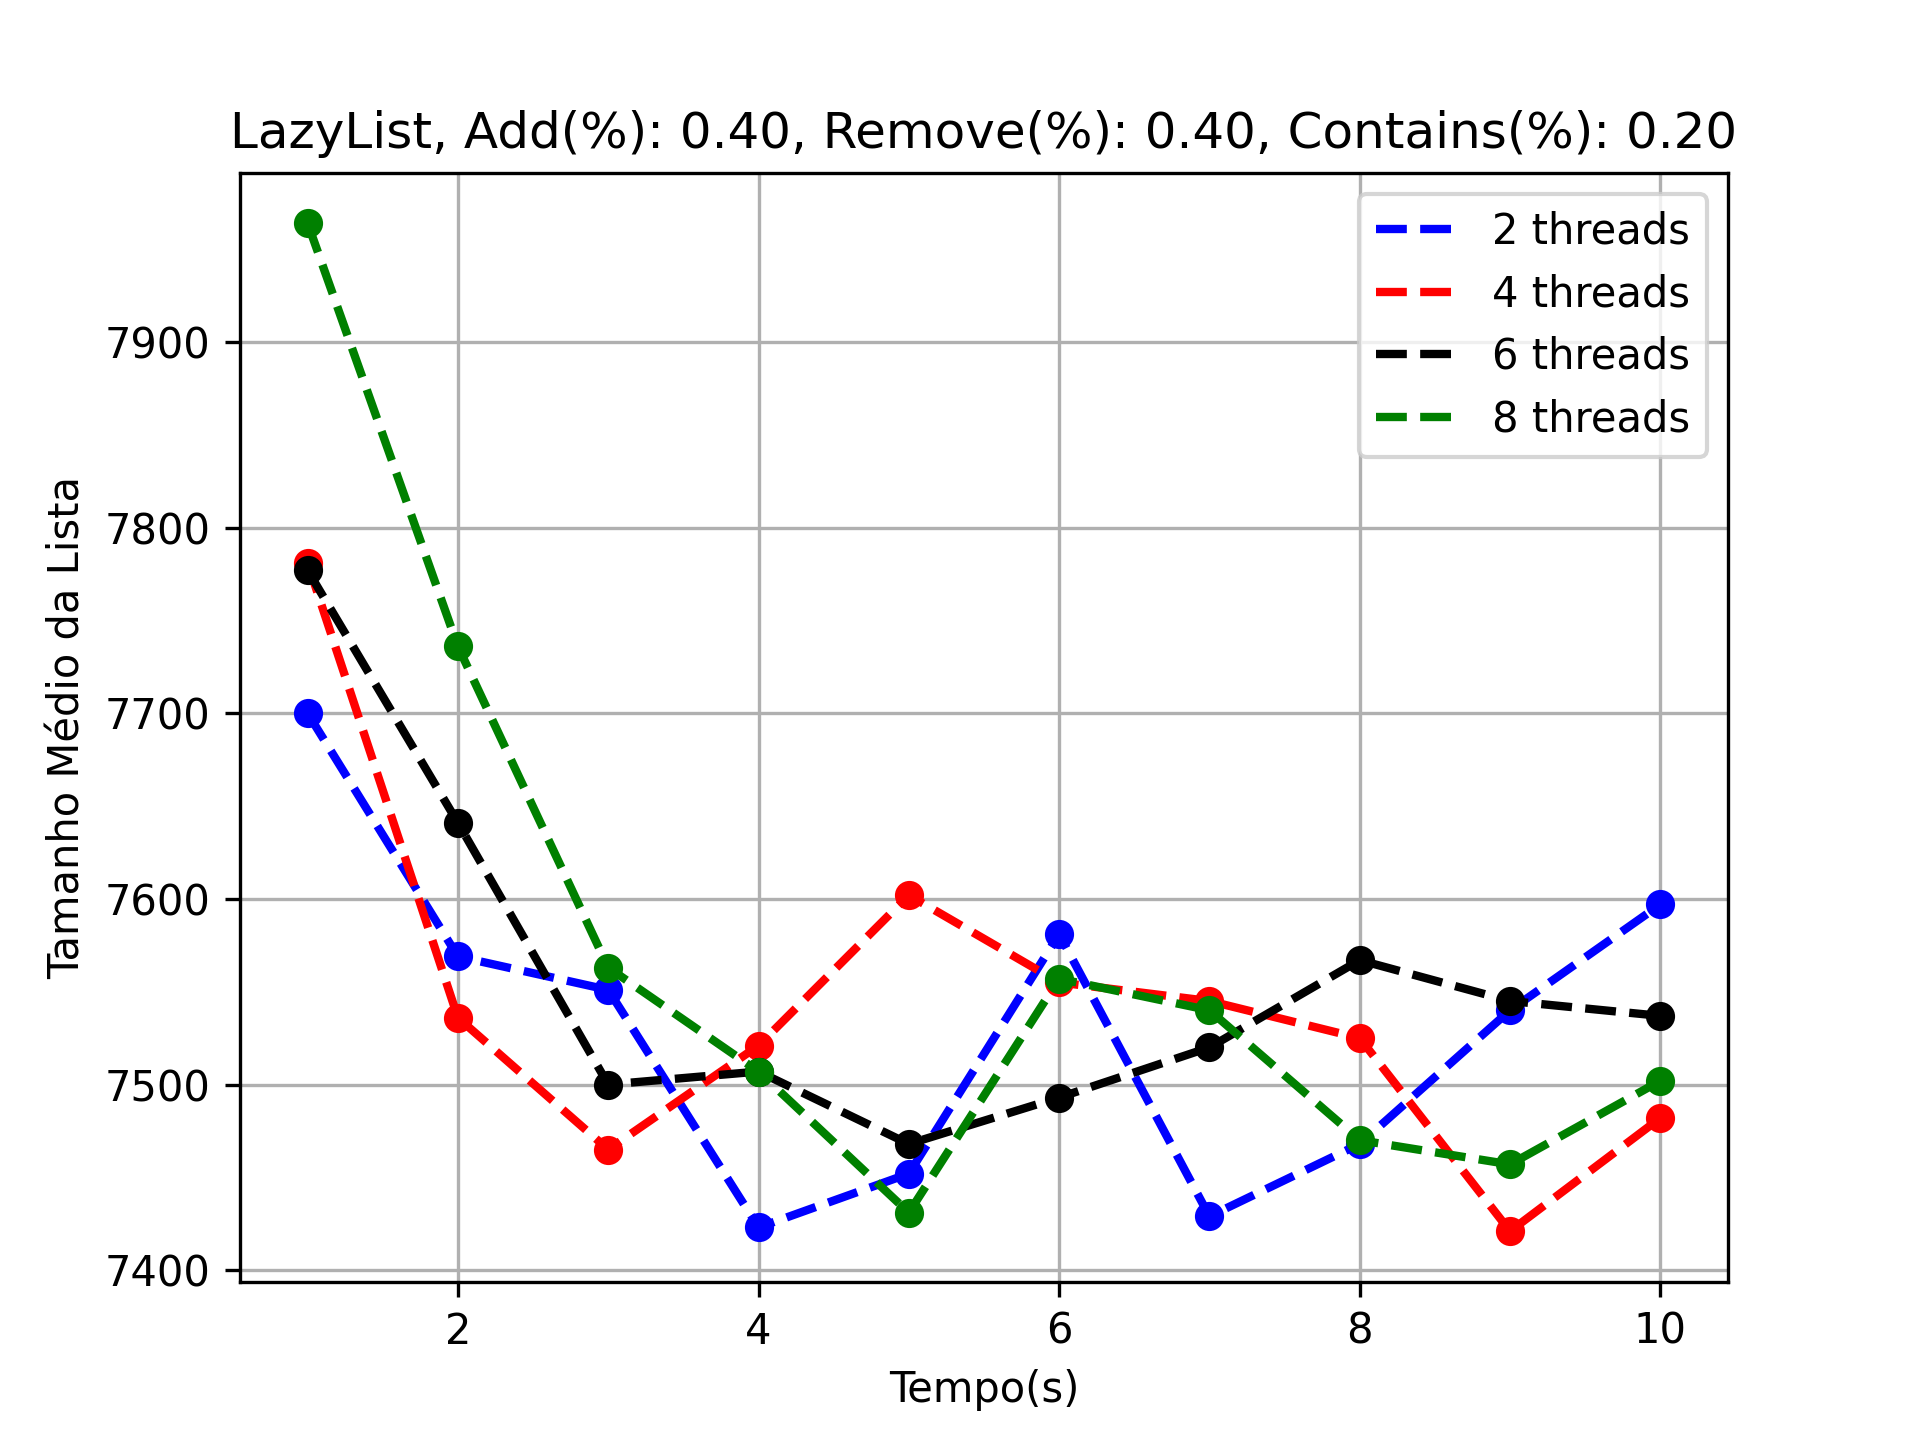 LazyList, Add(%): 0.40, Remove(%): 0.40, Contains(%): 0.20
2 threads
4 threads
6 threads
8 threads
Tamanho Médio da Lista
7900
7800
7700
7600
7500
7400
2 4 6 8 10
Tempo(s)